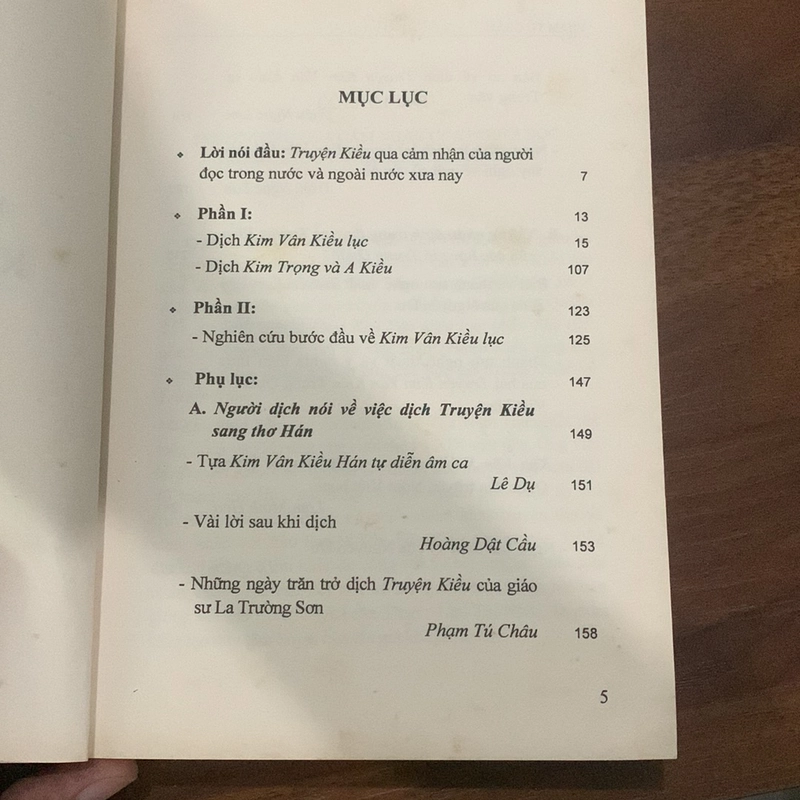 MỤC LỤC
❖ Lời nói đầu: Truyện Kiều qua cảm nhận của người
đọc trong nước và ngoài nước xưa nay 7
❖ Phần I: 13
- Dịch Kim Vân Kiều lục 15
- Dịch Kim Trọng và A Kiều 107
❖ Phần II: 123
- Nghiên cứu bước đầu về Kim Vân Kiều lục 125
❖ Phụ lục: 147
A. Người dịch nói về việc dịch Truyện Kiều
sang thơ Hán 149
- Tựa Kim Vân Kiều Hán tự diễn âm ca
Lê Dụ 151
- Vài lời sau khi dịch
Hoàng Dật Cầu 153
- Những ngày trăn trở dịch Truyện Kiều của giáo
sư La Trường Sơn
Phạm Tú Châu 158
5